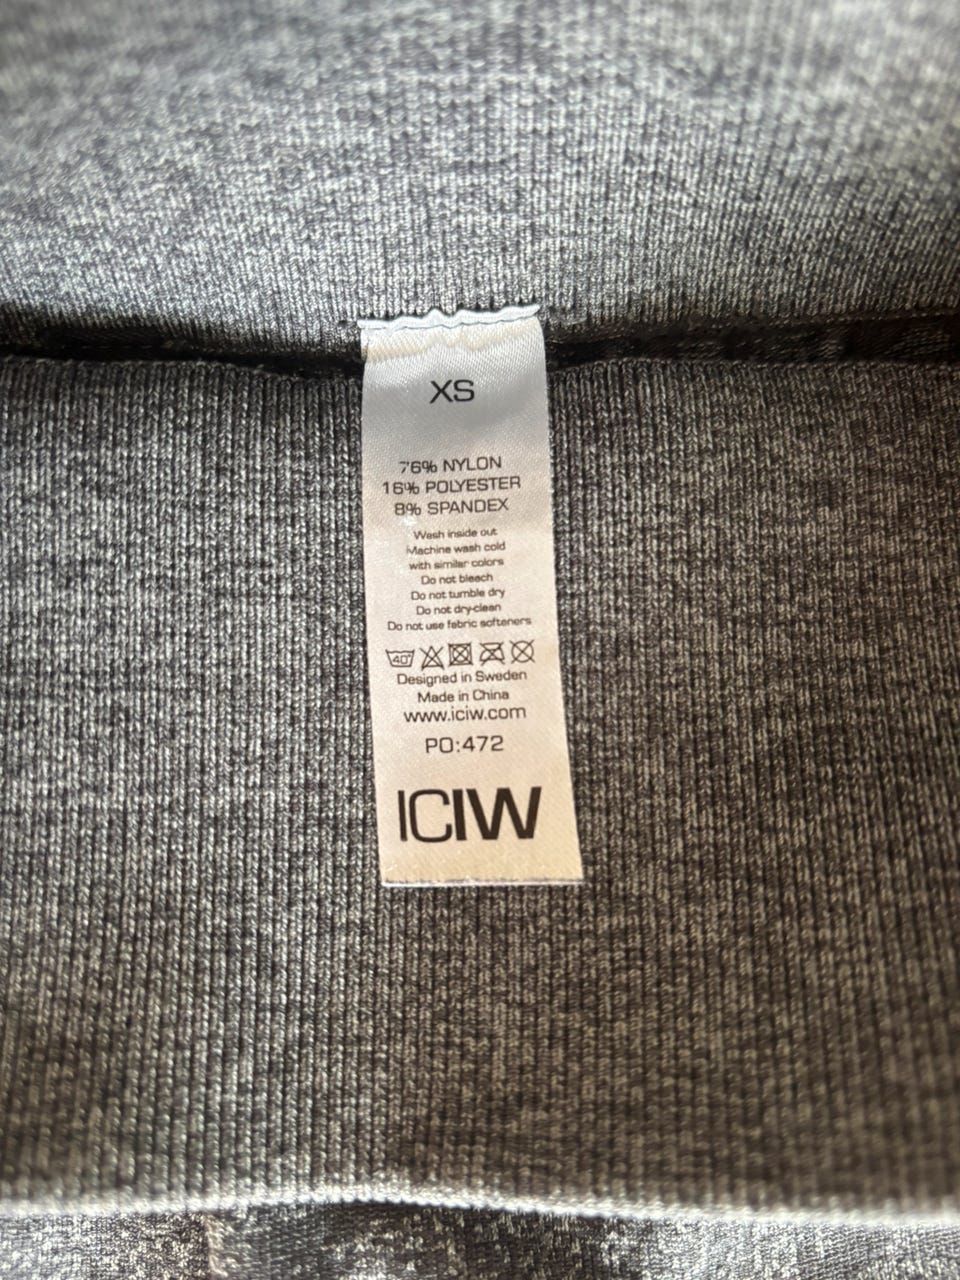 XS
76% NYLON
16% POLYESTER
8% SPANDEX
Wash inside out
Machine wash cold
with similar colors
Do not bleach
Do not tumble dry
Do not dry-clean
Do not use fabric softeners
40°
Designed in Sweden
Made in China
www.iciw.com
PO:472
ICIW